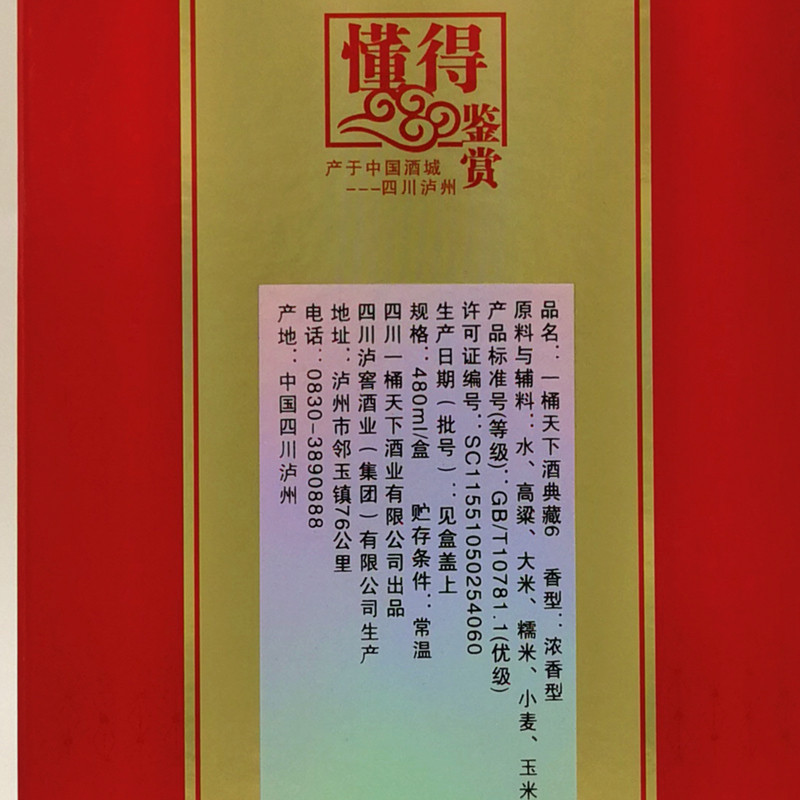 懂得
鉴赏
产于中国酒城
---四川泸州
品名：一桶天下酒典藏6 香型：浓香型
原料与辅料：水、高粱、大米、糯米、小麦、玉米
产品标准号(等级)：GB/T10781.1(优级)
许可证编号：SC11551050254060
生产日期（批号）：见盒盖上
规格：480ml/盒 贮存条件：常温
四川一桶天下酒业有限公司出品
四川泸窖酒业（集团）有限公司生产
地址：泸州市邻玉镇76公里
电话：0830-3890888
产地：中国四川泸州